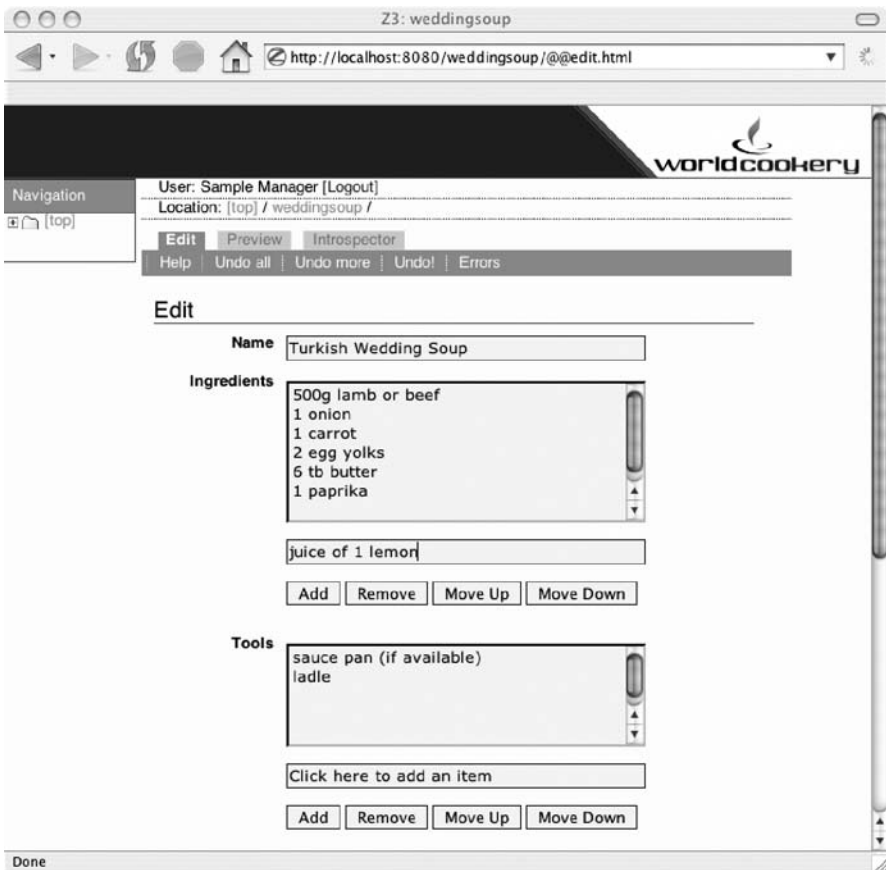 Z3: weddingsoup
http://localhost:8080/weddingsoup/@@edit.html
worldcookery
Navigation
[top]
User: Sample Manager [Logout]
Location: [top] / weddingsoup /
Edit Preview Introspector
Help Undo all Undo more Undo! Errors
Edit
Name
Turkish Wedding Soup
Ingredients
500g lamb or beef
1 onion
1 carrot
2 egg yolks
6 tb butter
1 paprika
juice of 1 lemon
Add Remove Move Up Move Down
Tools
sauce pan (if available)
ladle
Click here to add an item
Add Remove Move Up Move Down
Done